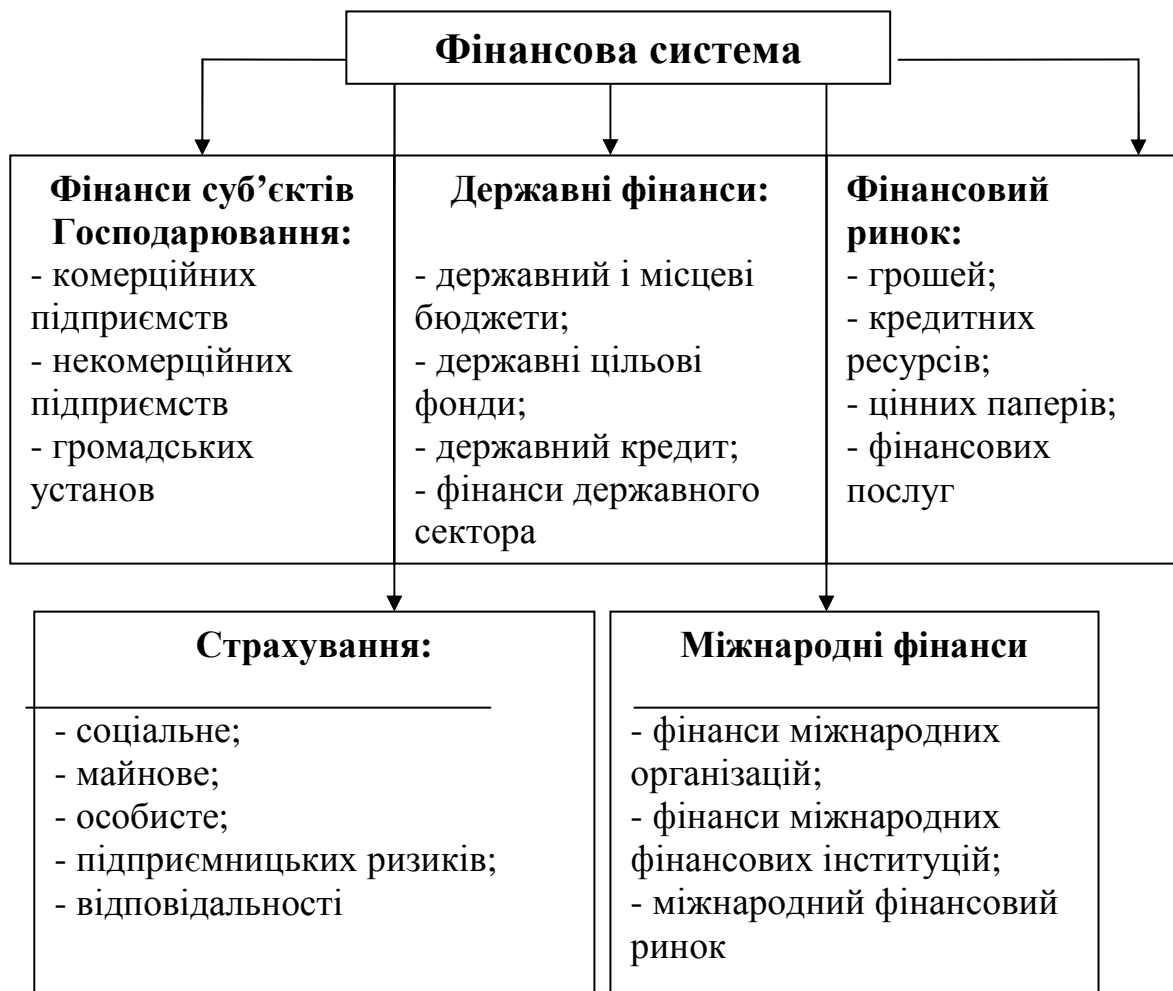 Фінансова система
Фінанси суб’єктів
Господарювання:
- комерційних
підприємств
- некомерційних
підприємств
- громадських
установ
Державні фінанси:
- державний і місцеві
бюджети;
- державні цільові
фонди;
- державний кредит;
- фінанси державного
сектора
Фінансовий
ринок:
- грошей;
- кредитних
ресурсів;
- цінних паперів;
- фінансових
послуг
Страхування:
- соціальне;
- майнове;
- особисте;
- підприємницьких ризиків;
- відповідальності
Міжнародні фінанси
- фінанси міжнародних
організацій;
- фінанси міжнародних
фінансових інституцій;
- міжнародний фінансовий
ринок